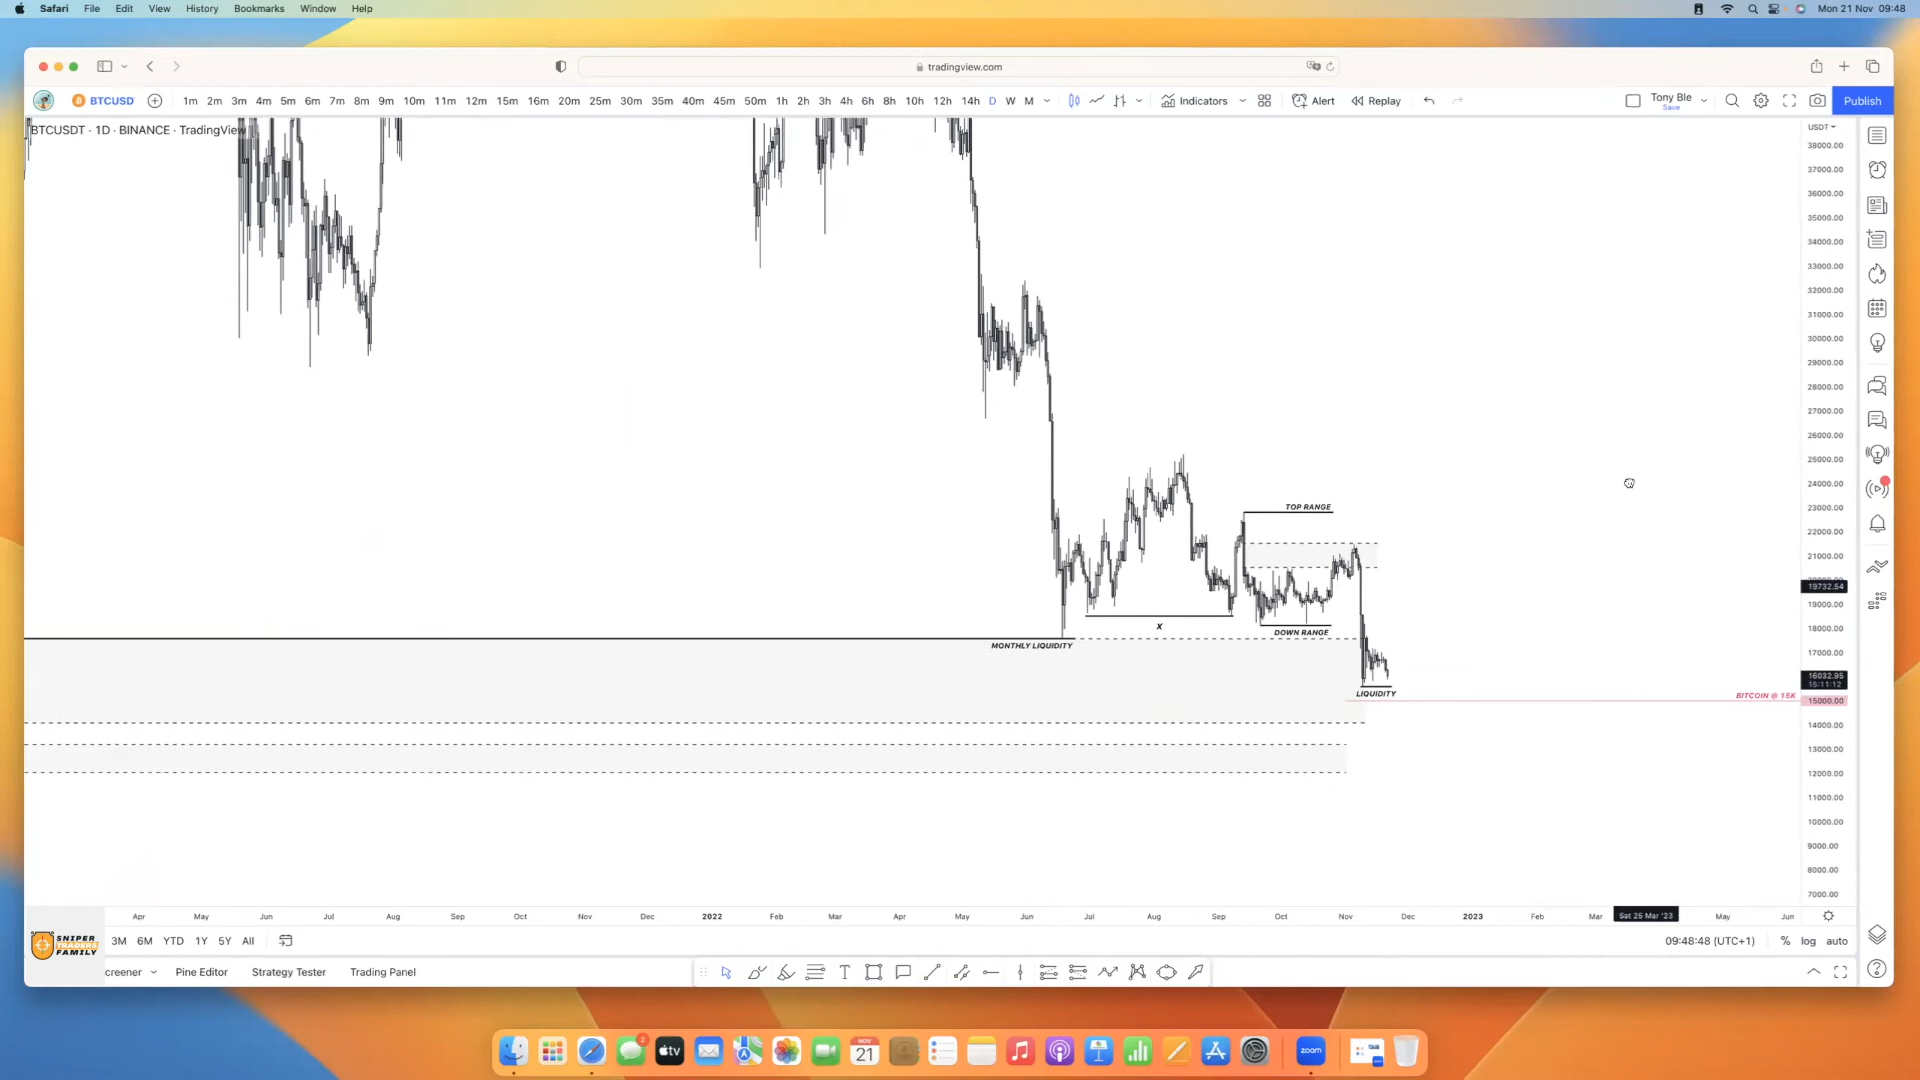 Safari File Edit View History Bookmarks Window Help Mon 21 Nov 09:48
tradingview.com
BTCUSD 1m 2m 3m 4m 5m 6m 7m 8m 9m 10m 11m 12m 15m 16m 20m 25m 30m 35m 40m 45m 50m 1h 2h 3h 4h 6h 8h 10h 12h 14h D W M Indicators Alert Replay Tony Ble Publish
Save
BTCUSDT · 1D · BINANCE · TradingView
USDT
38000.00
37000.00
36000.00
35000.00
34000.00
33000.00
32000.00
31000.00
30000.00
29000.00
28000.00
27000.00
26000.00
25000.00
24000.00
TOP RANGE
23000.00
22000.00
21000.00
19732.54
19000.00
X
18000.00
DOWN RANGE
MONTHLY LIQUIDITY
17000.00
16032.95
15:11:12
LIQUIDITY
BITCOIN @ 15K
15000.00
14000.00
13000.00
12000.00
11000.00
10000.00
9000.00
8000.00
7000.00
Apr May Jun Jul Aug Sep Oct Nov Dec 2022 Feb Mar Apr May Jun Jul Aug Sep Oct Nov Dec 2023 Feb Mar Sat 25 Mar '23 May Jun
SNIPER
TRADERS
FAMILY
3M 6M YTD 1Y 5Y All 09:48:48 (UTC+1) % log auto
creener Pine Editor Strategy Tester Trading Panel
2
tv
NOV
21
zoom